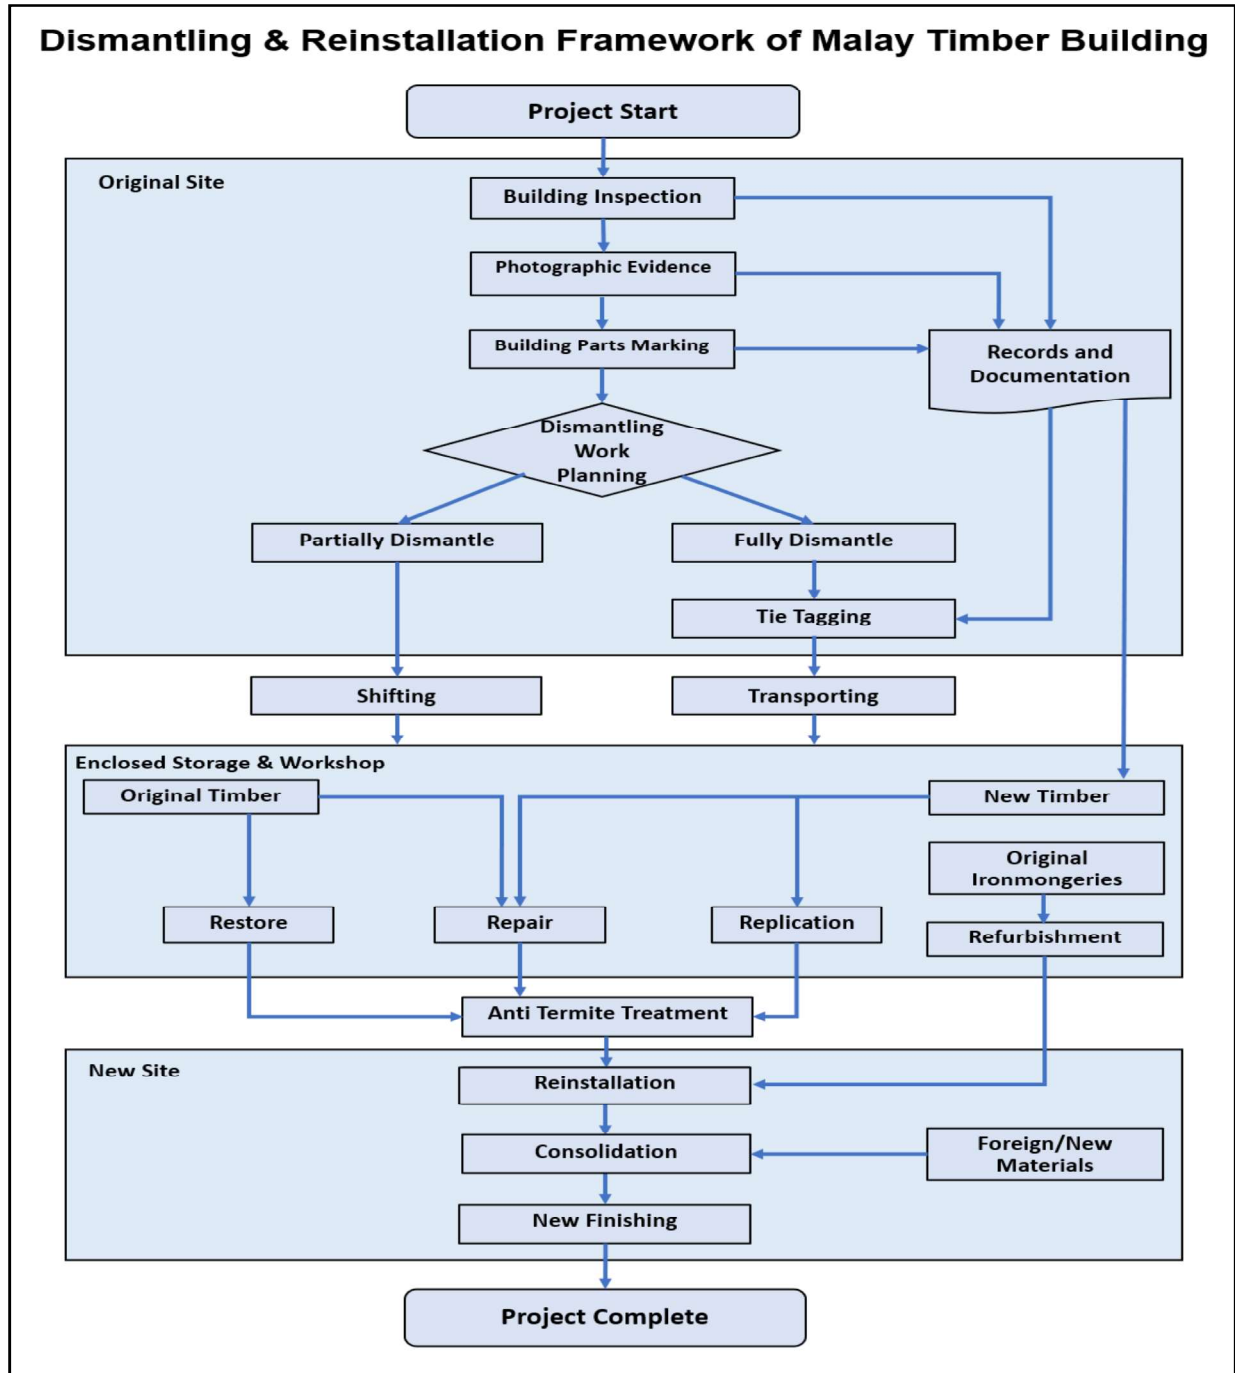 Dismantling & Reinstallation Framework of Malay Timber Building
Project Start
Original Site
Building Inspection
Photographic Evidence
Building Parts Marking
Records and
Documentation
Dismantling
Work
Planning
Partially Dismantle
Fully Dismantle
Tie Tagging
Shifting
Transporting
Enclosed Storage & Workshop
Original Timber
New Timber
Original
Ironmongeries
Restore
Repair
Replication
Refurbishment
Anti Termite Treatment
New Site
Reinstallation
Consolidation
Foreign/New
Materials
New Finishing
Project Complete